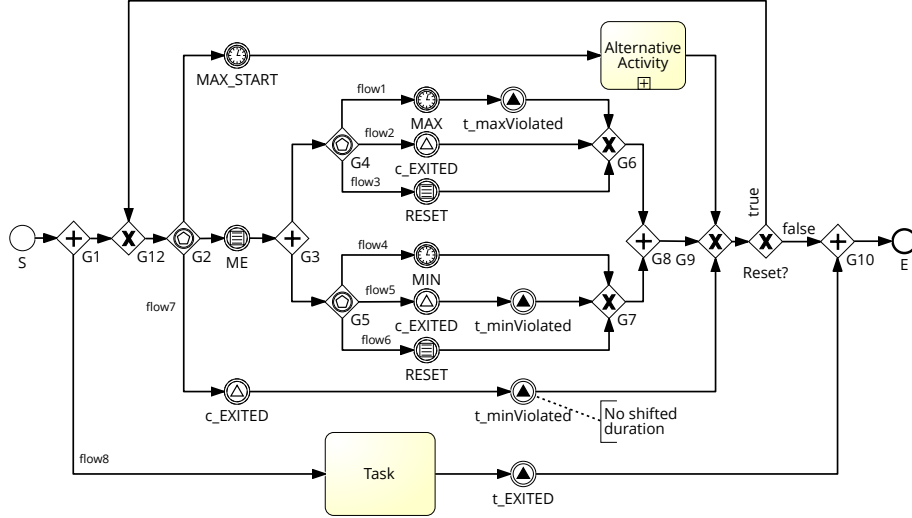 MAX_START
Alternative
Activity
flow1
MAX
t_maxViolated
flow2
G4
c_EXITED
G6
flow3
RESET
true
S
G1
G12
G2
ME
G3
G8
G9
Reset?
false
G10
E
flow4
MIN
flow7
flow5
G5
c_EXITED
t_minViolated
G7
flow6
RESET
c_EXITED
t_minViolated
No shifted
duration
flow8
Task
t_EXITED